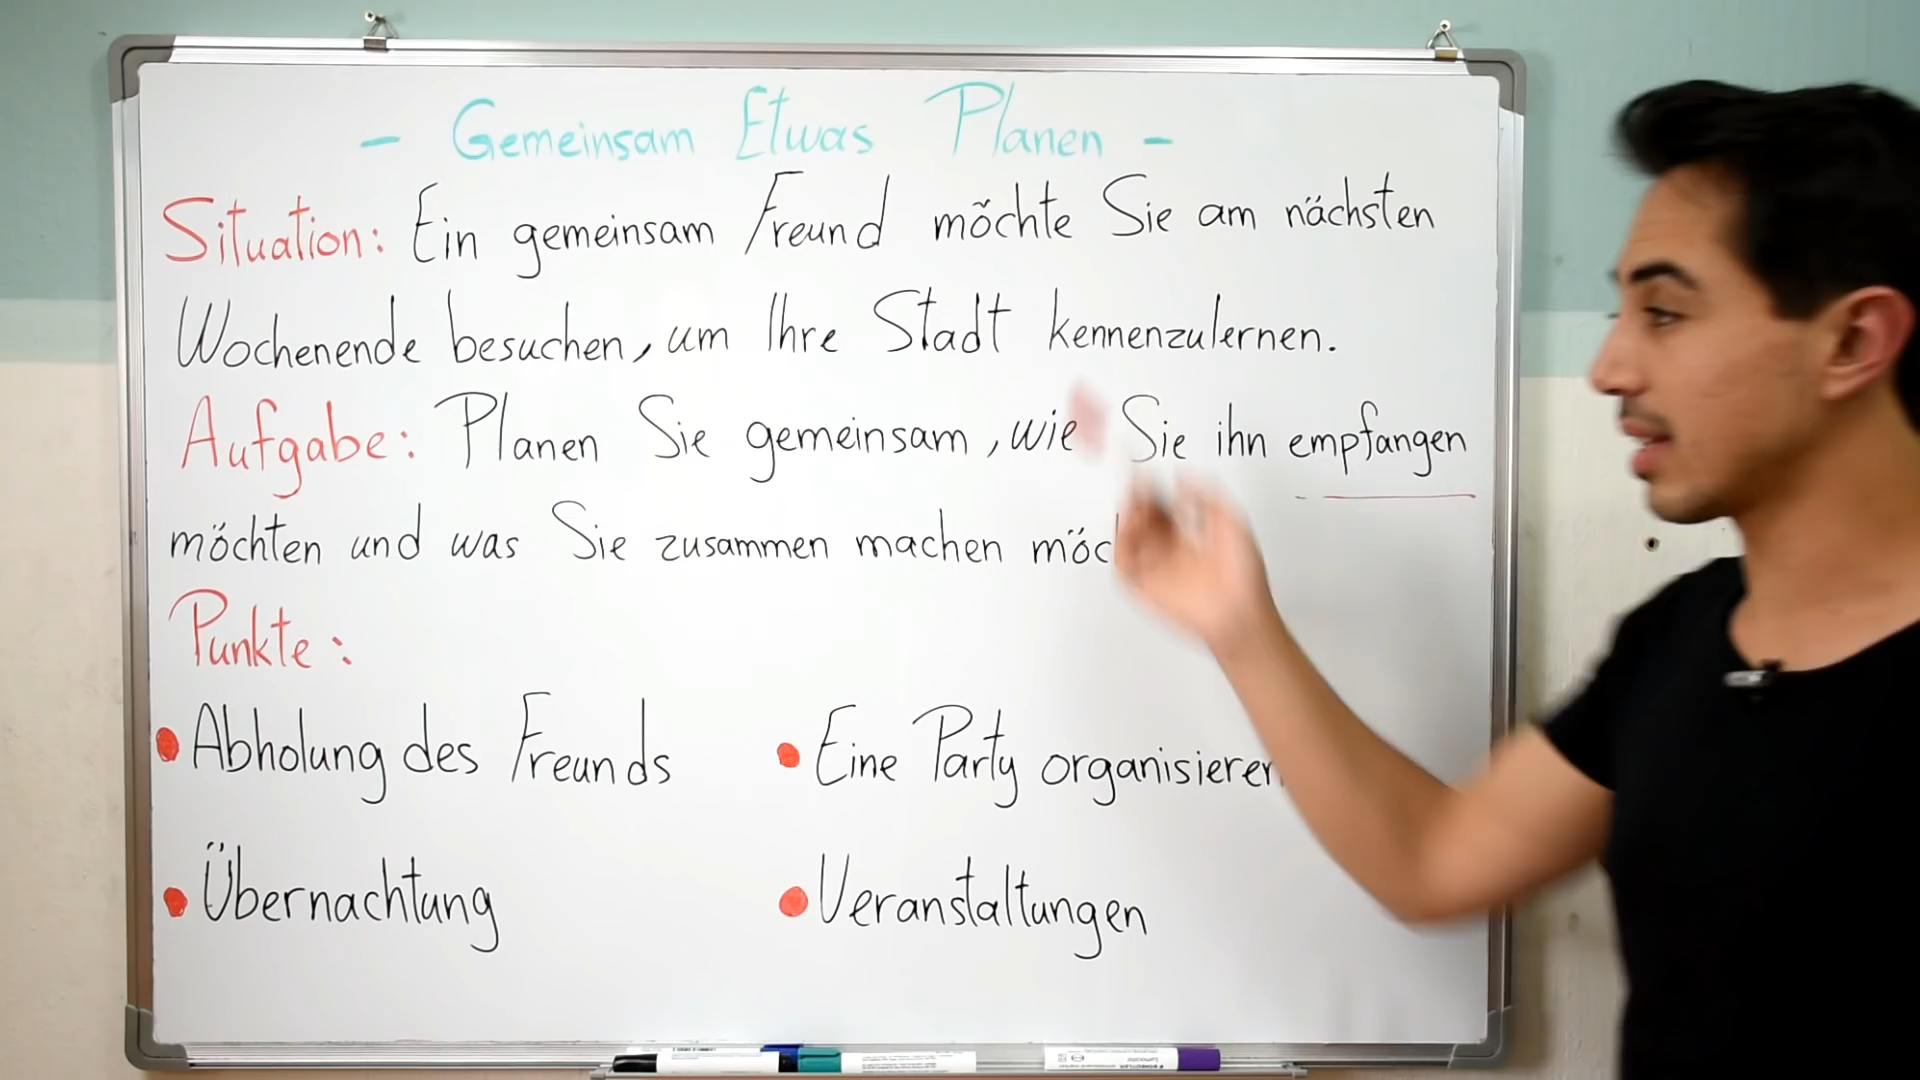 - Gemeinsam Etwas Planen -
Situation: Ein gemeinsam Freund möchte Sie am nächsten
Wochenende besuchen, um Ihre Stadt kennenzulernen.
Aufgabe: Planen Sie gemeinsam, wie Sie ihn empfangen
möchten und was Sie zusammen machen
Punkte:
• Abholung des Freunds
• Eine Party organisieren
• Übernachtung
• Veranstaltungen